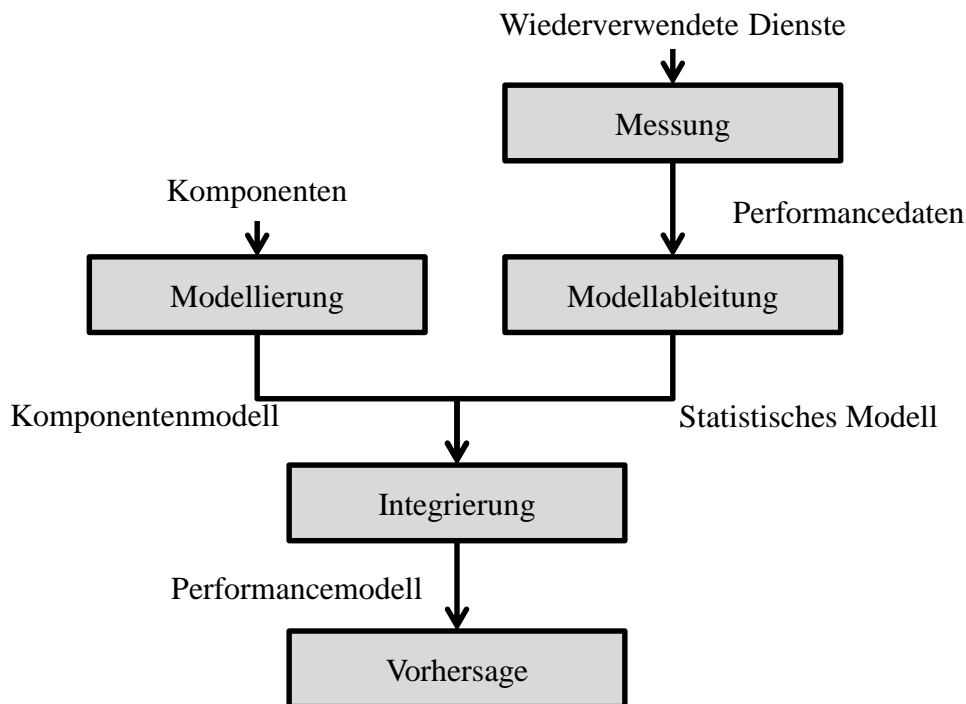 Wiederverwendete Dienste
Messung
Komponenten
Performancedaten
Modellierung
Modellableitung
Komponentenmodell
Statistisches Modell
Integrierung
Performancemodell
Vorhersage